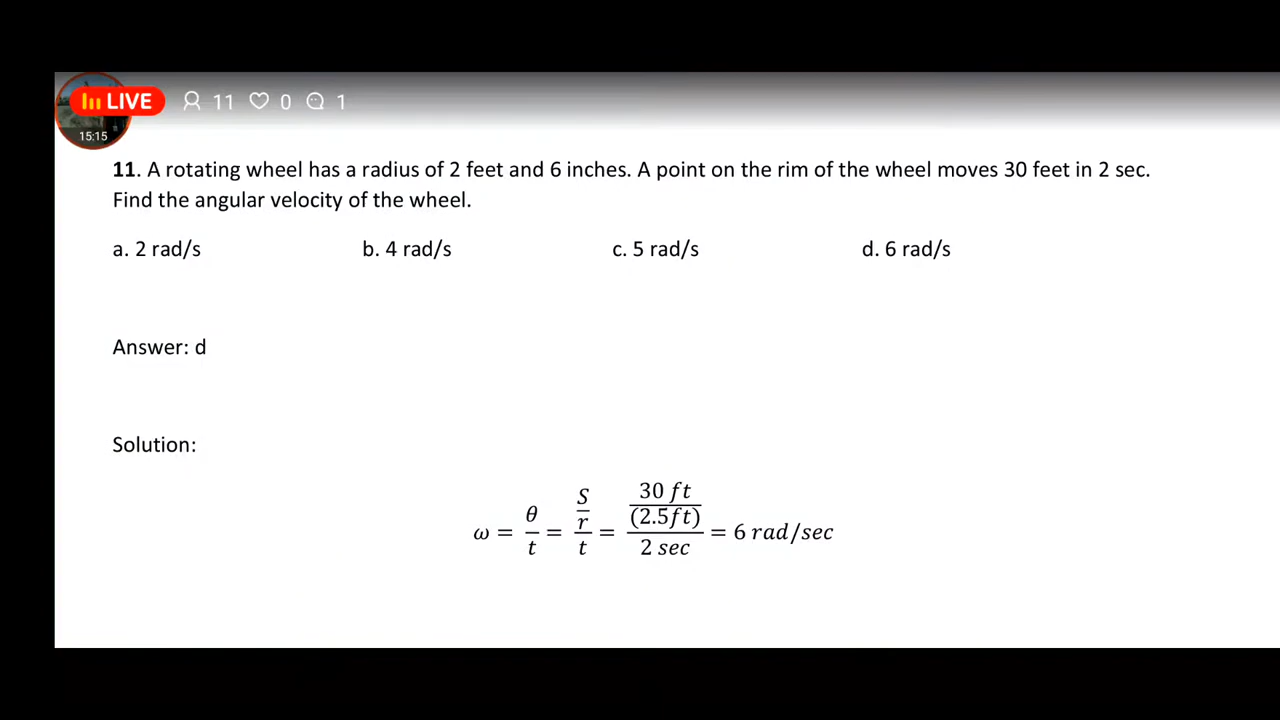 LIVE 11 0 1
15:15
11. A rotating wheel has a radius of 2 feet and 6 inches. A point on the rim of the wheel moves 30 feet in 2 sec.
Find the angular velocity of the wheel.
a. 2 rad/s b. 4 rad/s c. 5 rad/s d. 6 rad/s
Answer: d
Solution:
ω = θ/t = (S/r)/t = (30 ft/(2.5ft))/(2 sec) = 6 rad/sec